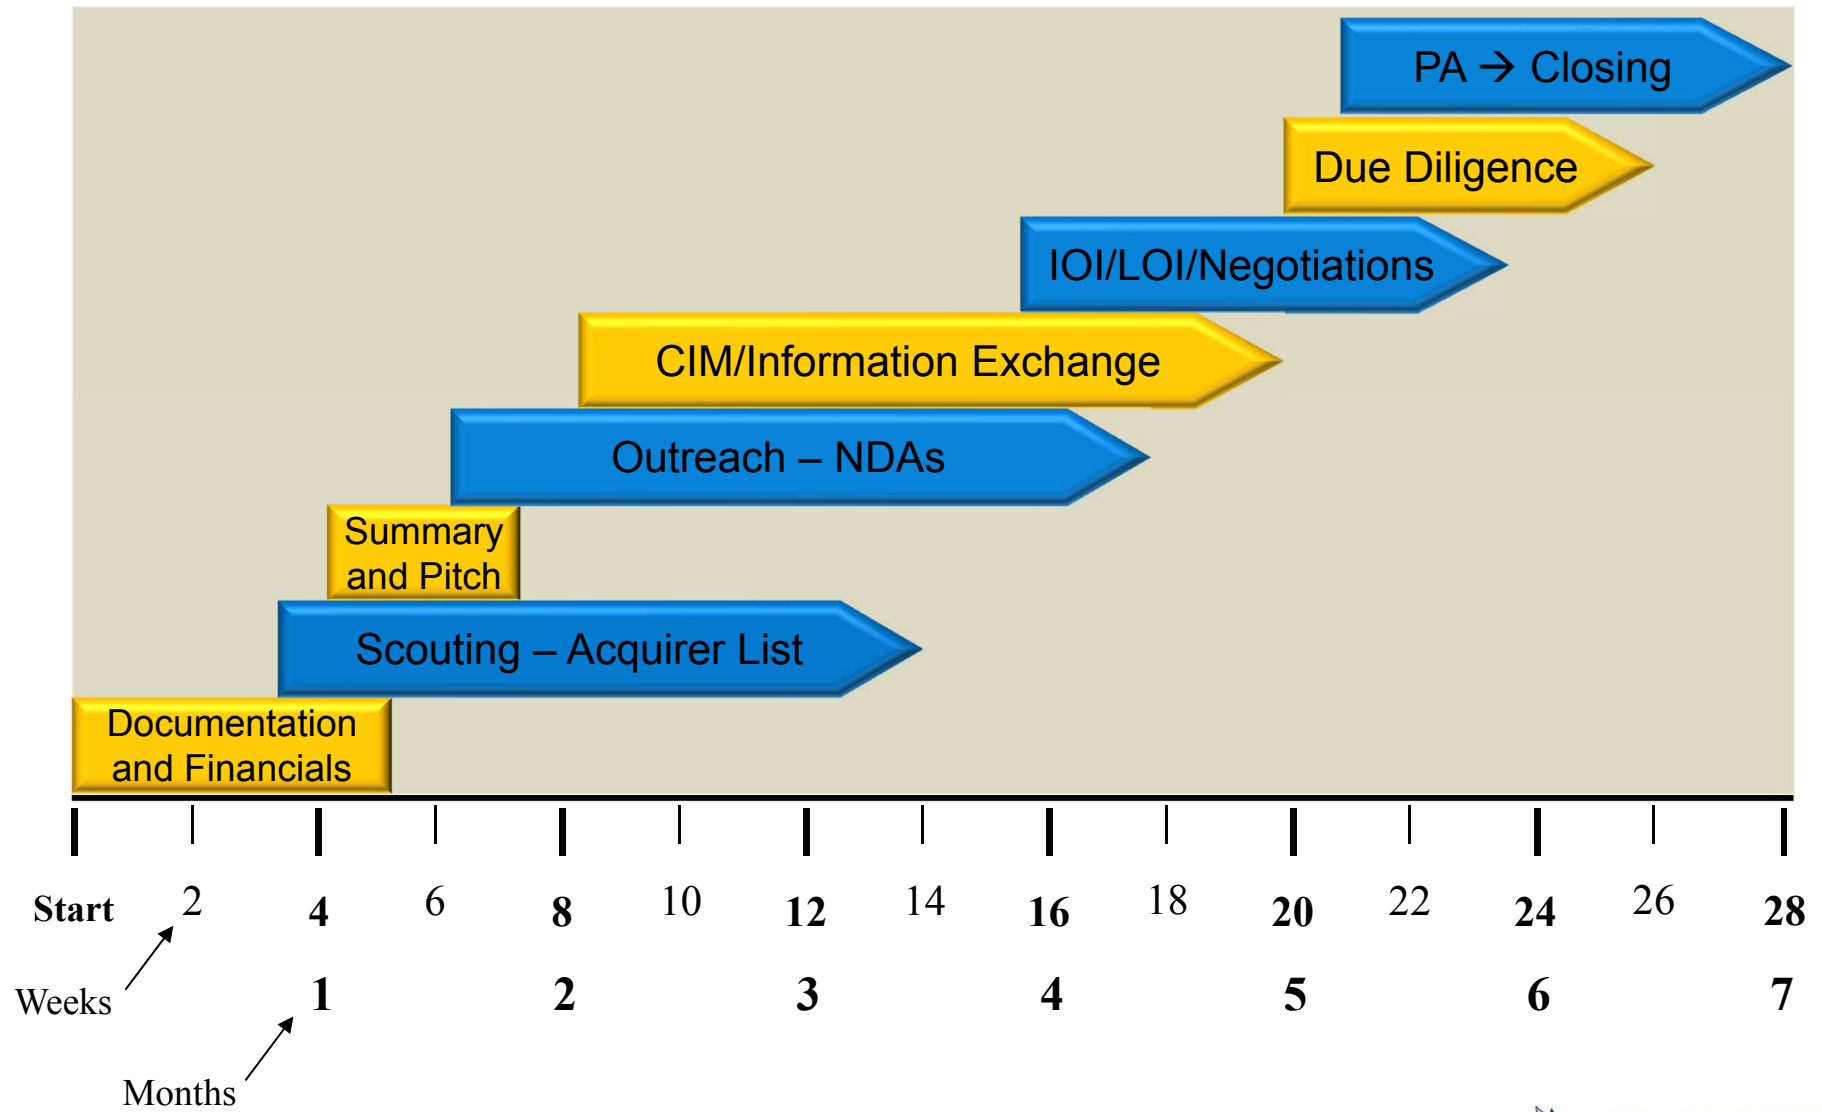 PA → Closing
Due Diligence
IOI/LOI/Negotiations
CIM/Information Exchange
Outreach – NDAs
Summary
and Pitch
Scouting – Acquirer List
Documentation
and Financials
Start 2 4 6 8 10 12 14 16 18 20 22 24 26 28
Weeks
1 2 3 4 5 6 7
Months